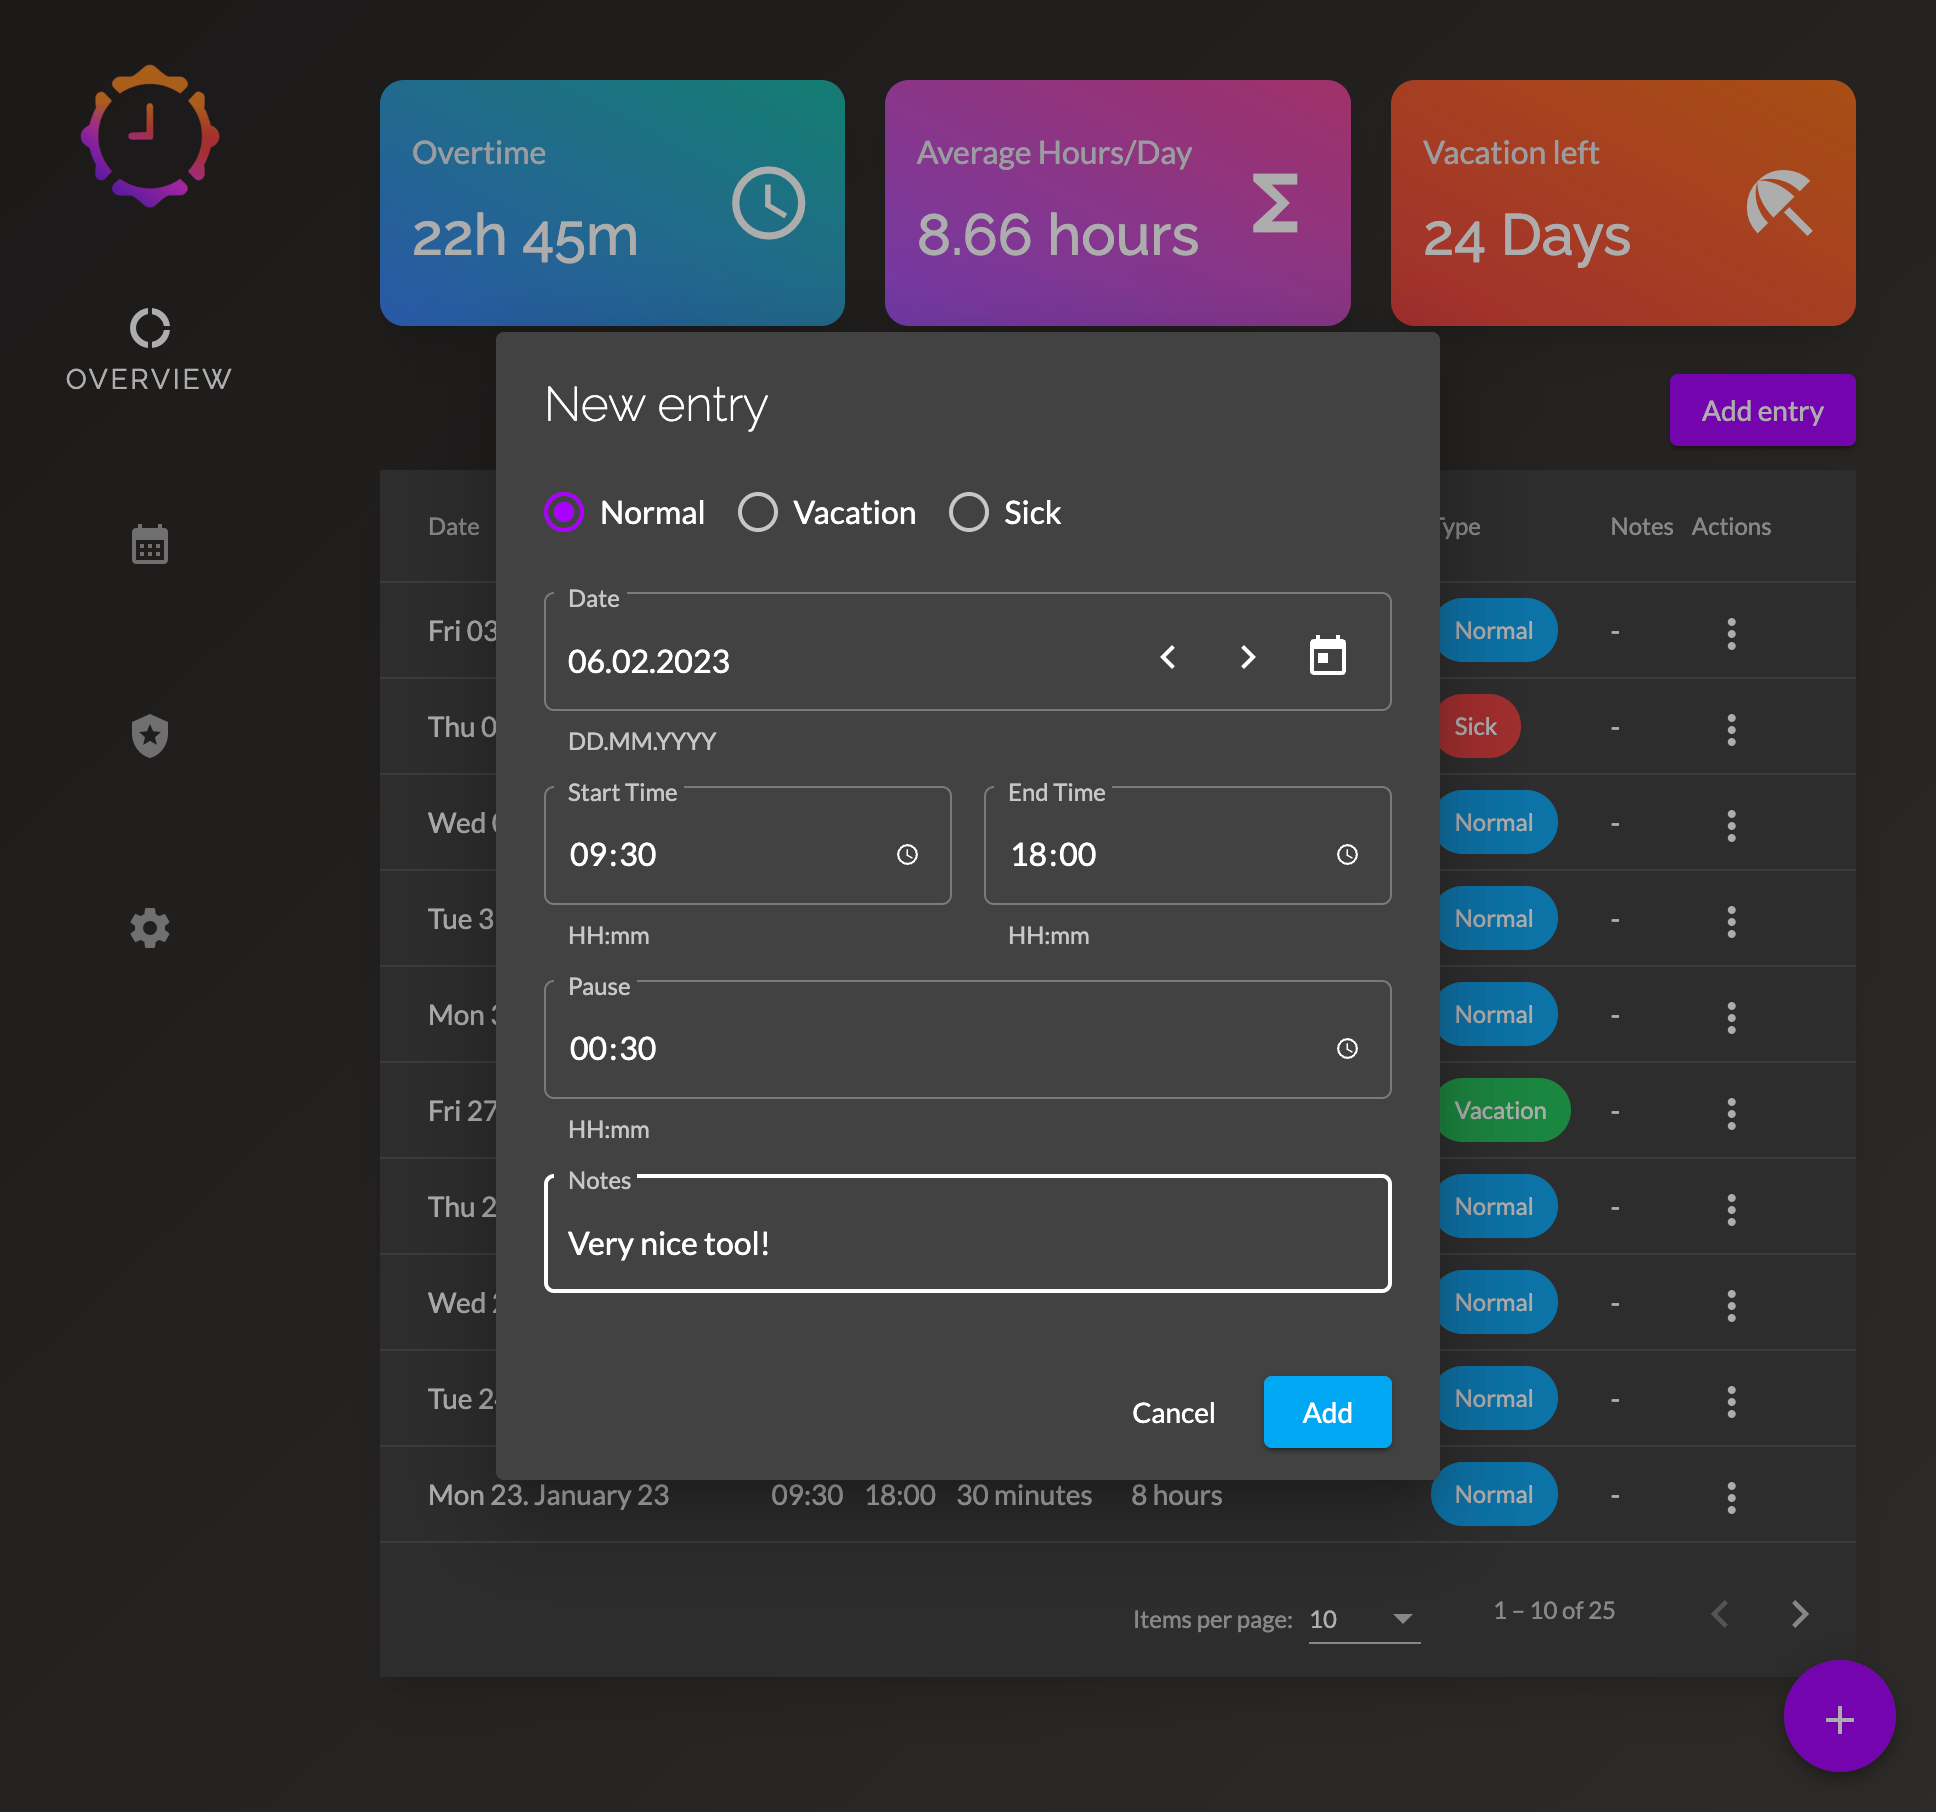 Overtime
22h 45m
Average Hours/Day
8.66 hours
Vacation left
24 Days
OVERVIEW
Add entry
New entry
Normal
Vacation
Sick
Date
06.02.2023
DD.MM.YYYY
Start Time
09:30
HH:mm
End Time
18:00
HH:mm
Pause
00:30
HH:mm
Notes
Very nice tool!
Cancel
Add
Date Type Notes Actions
Fri 03 Normal -
Thu Sick -
Wed Normal -
Tue Normal -
Mon Normal -
Fri 27 Vacation -
Thu Normal -
Wed Normal -
Tue Normal -
Mon 23. January 23 09:30 18:00 30 minutes 8 hours Normal -
Items per page: 10 1 – 10 of 25